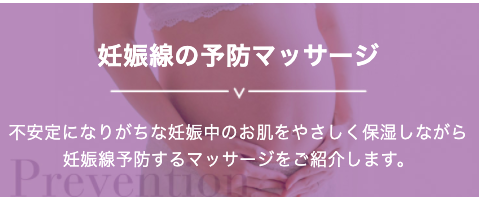 妊娠線の予防マッサージ
不安定になりがちな妊娠中のお肌をやさしく保湿しながら
妊娠線予防するマッサージをご紹介します。
Prevention